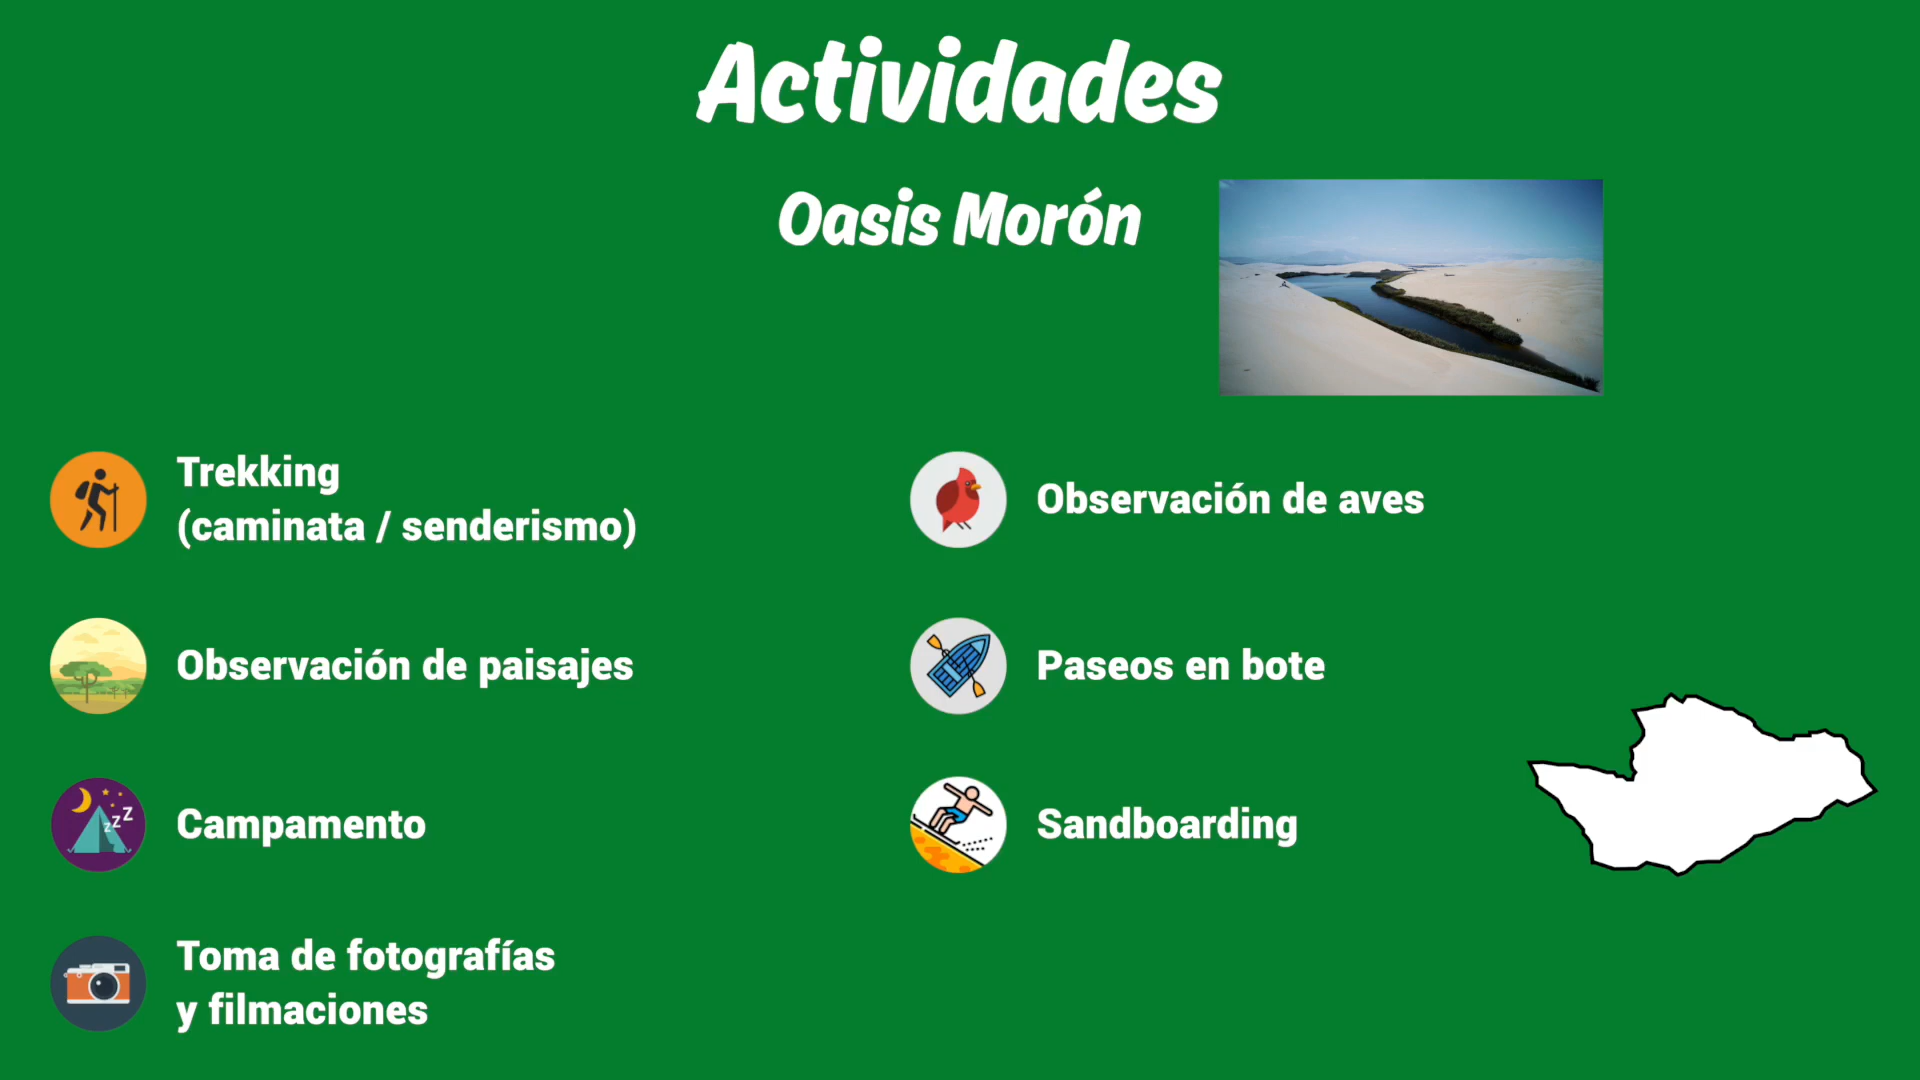 Actividades
Oasis Morón
Trekking
(caminata / senderismo)
Observación de paisajes
Campamento
zzZ
Toma de fotografías
y filmaciones
Observación de aves
Paseos en bote
Sandboarding